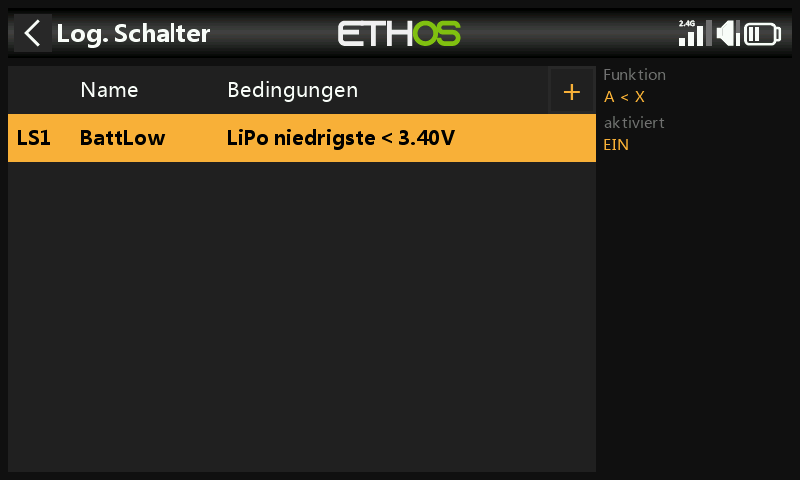 Log. Schalter
ETHOS
2.4G
Name Bedingungen +
LS1 BattLow LiPo niedrigste < 3.40V
Funktion
A < X
aktiviert
EIN